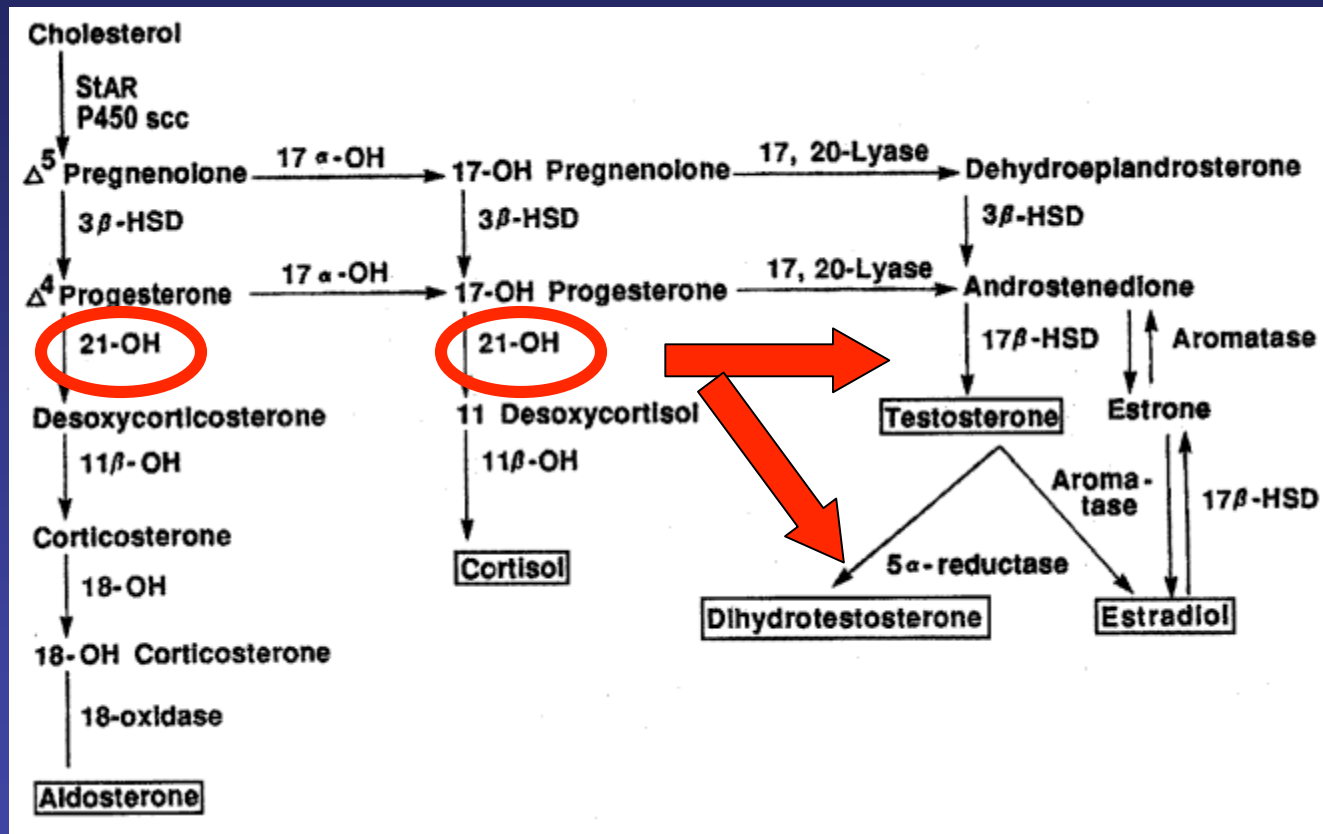 Cholesterol
StAR
P450 scc
Δ5 Pregnenolone
17 α-OH
17-OH Pregnenolone
17, 20-Lyase
Dehydroepiandrosterone
3β-HSD
3β-HSD
3β-HSD
Δ4 Progesterone
17 α-OH
17-OH Progesterone
17, 20-Lyase
Androstenedione
21-OH
21-OH
17β-HSD
Aromatase
Desoxycorticosterone
11 Desoxycortisol
Testosterone
Estrone
11β-OH
11β-OH
Aroma-
tase
17β-HSD
Corticosterone
Cortisol
5α-reductase
18-OH
Dihydrotestosterone
Estradiol
18-OH Corticosterone
18-oxidase
Aldosterone